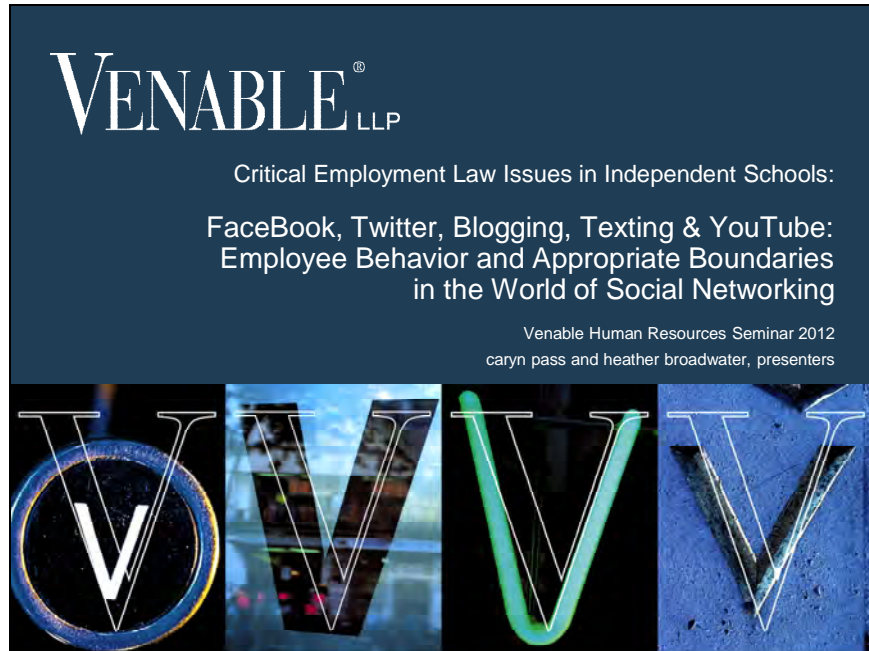 VENABLE® LLP
Critical Employment Law Issues in Independent Schools:
FaceBook, Twitter, Blogging, Texting & YouTube:
Employee Behavior and Appropriate Boundaries
in the World of Social Networking
Venable Human Resources Seminar 2012
caryn pass and heather broadwater, presenters
V V V V
V V V V